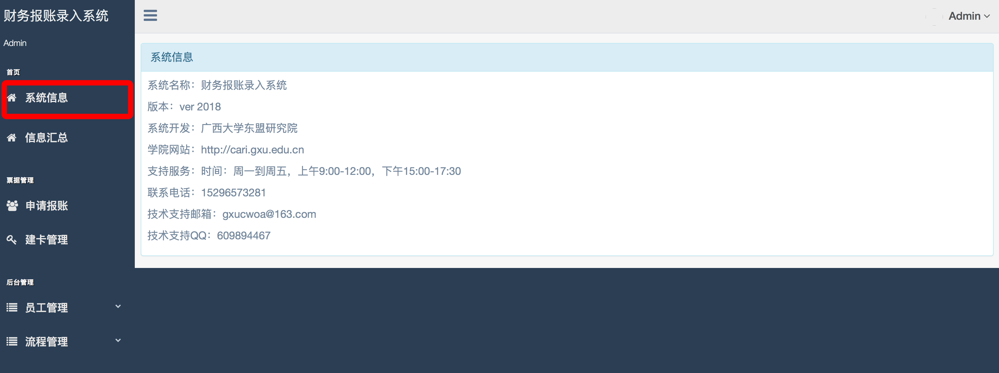 财务报账录入系统
Admin
Admin
首页
系统信息
信息汇总
票据管理
申请报账
建卡管理
后台管理
员工管理
流程管理
系统信息
系统名称：财务报账录入系统
版本：ver 2018
系统开发：广西大学东盟研究院
学院网站：http://cari.gxu.edu.cn
支持服务：时间：周一到周五，上午9:00-12:00，下午15:00-17:30
联系电话：15296573281
技术支持邮箱：gxucwoa@163.com
技术支持QQ：609894467